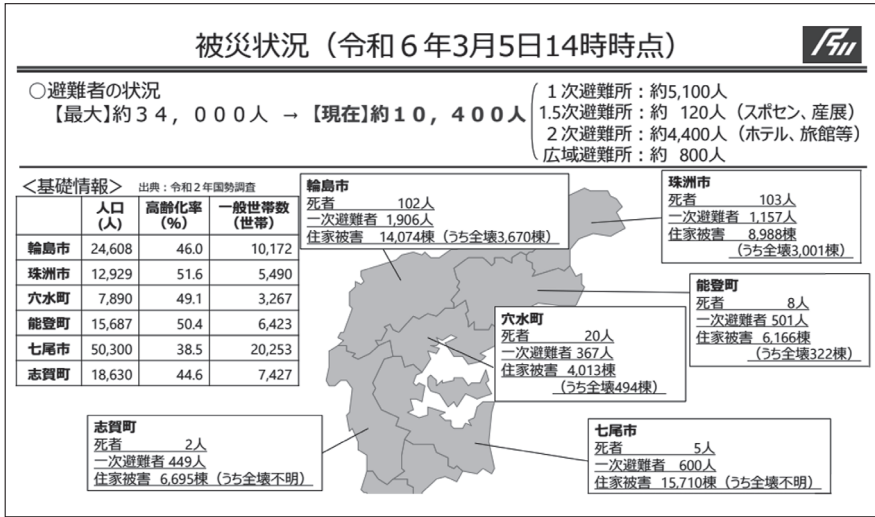 被災状況（令和６年3月5日14時時点）
○避難者の状況
【最大】約３４，０００人 → 【現在】約１０，４００人
１次避難所：約5,100人
1.5次避難所：約 120人（スポセン、産展）
２次避難所：約4,400人（ホテル、旅館等）
広域避難所：約 800人
＜基礎情報＞ 出典：令和２年国勢調査
人口（人） 高齢化率（%） 一般世帯数（世帯）
輪島市 24,608 46.0 10,172
珠洲市 12,929 51.6 5,490
穴水町 7,890 49.1 3,267
能登町 15,687 50.4 6,423
七尾市 50,300 38.5 20,253
志賀町 18,630 44.6 7,427
輪島市
死者 102人
一次避難者 1,906人
住家被害 14,074棟（うち全壊3,670棟）
珠洲市
死者 103人
一次避難者 1,157人
住家被害 8,988棟
（うち全壊3,001棟）
能登町
死者 8人
一次避難者 501人
住家被害 6,166棟
（うち全壊322棟）
穴水町
死者 20人
一次避難者 367人
住家被害 4,013棟
（うち全壊494棟）
志賀町
死者 2人
一次避難者 449人
住家被害 6,695棟（うち全壊不明）
七尾市
死者 5人
一次避難者 600人
住家被害 15,710棟（うち全壊不明）